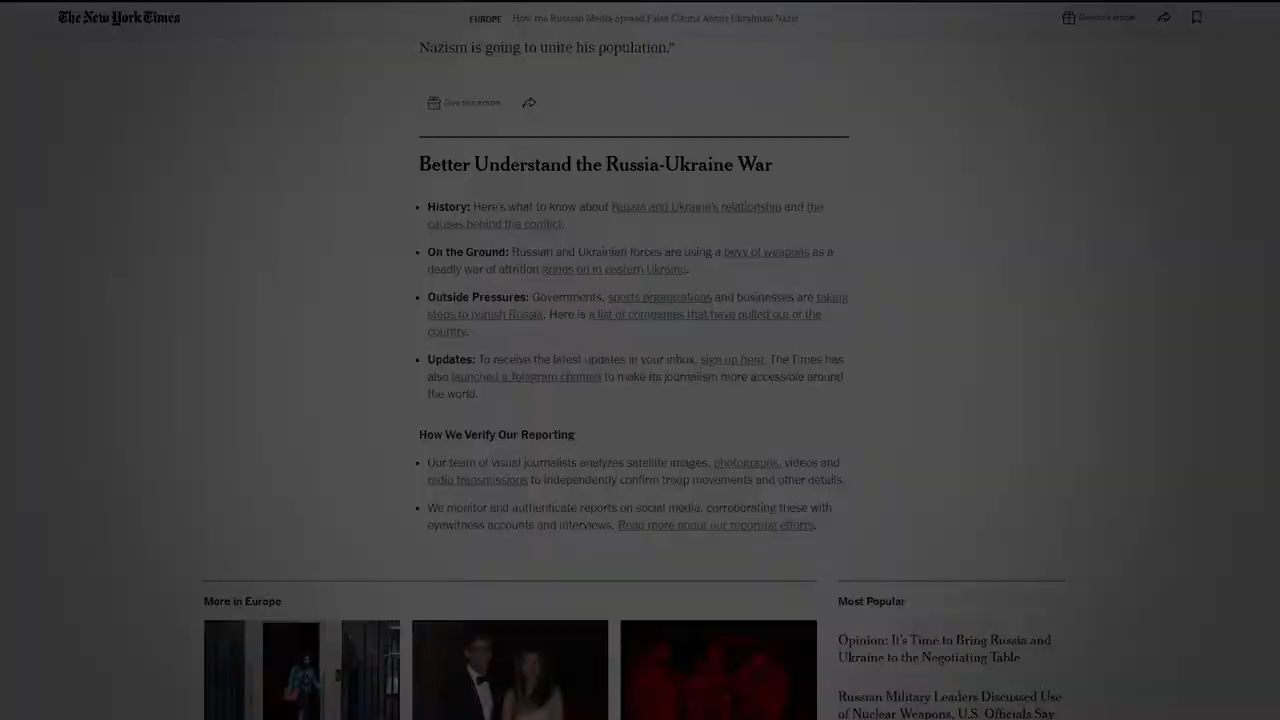 The New York Times
EUROPE How the Russian Media Spread False Claims About Ukrainian Nazis
Give this article
Nazism is going to unite his population.”
Give this article
Better Understand the Russia-Ukraine War
• History: Here’s what to know about Russia and Ukraine’s relationship and the
causes behind the conflict.
• On the Ground: Russian and Ukrainian forces are using a bevy of weapons as a
deadly war of attrition grinds on in eastern Ukraine.
• Outside Pressures: Governments, sports organizations and businesses are taking
steps to punish Russia. Here is a list of companies that have pulled out of the
country.
• Updates: To receive the latest updates in your inbox, sign up here. The Times has
also launched a Telegram channel to make its journalism more accessible around
the world.
How We Verify Our Reporting
• Our team of visual journalists analyzes satellite images, photographs, videos and
radio transmissions to independently confirm troop movements and other details.
• We monitor and authenticate reports on social media, corroborating these with
eyewitness accounts and interviews. Read more about our reporting efforts.
More in Europe
Most Popular
Opinion: It’s Time to Bring Russia and
Ukraine to the Negotiating Table
Russian Military Leaders Discussed Use
of Nuclear Weapons, U.S. Officials Say